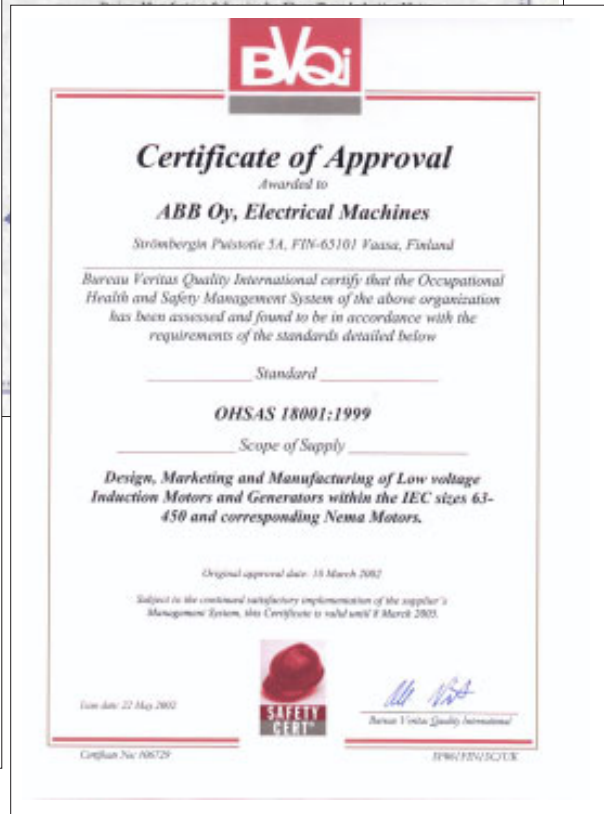 BVQi
Certificate of Approval
Awarded to
ABB Oy, Electrical Machines
Strömbergin Puistotie 5A, FIN-65101 Vaasa, Finland
Bureau Veritas Quality International certify that the Occupational
Health and Safety Management System of the above organization
has been assessed and found to be in accordance with the
requirements of the standards detailed below
Standard
OHSAS 18001:1999
Scope of Supply
Design, Marketing and Manufacturing of Low voltage
Induction Motors and Generators within the IEC sizes 63-
450 and corresponding Nema Motors.
Original approval date: March 2002
Subject to the continued satisfactory implementation of the supplier's
Management System, this Certificate is valid until 8 March 2005.
SAFETY
CERT
Issue date: 22 May 2002
Bureau Veritas Quality International
Certificate No: 106729